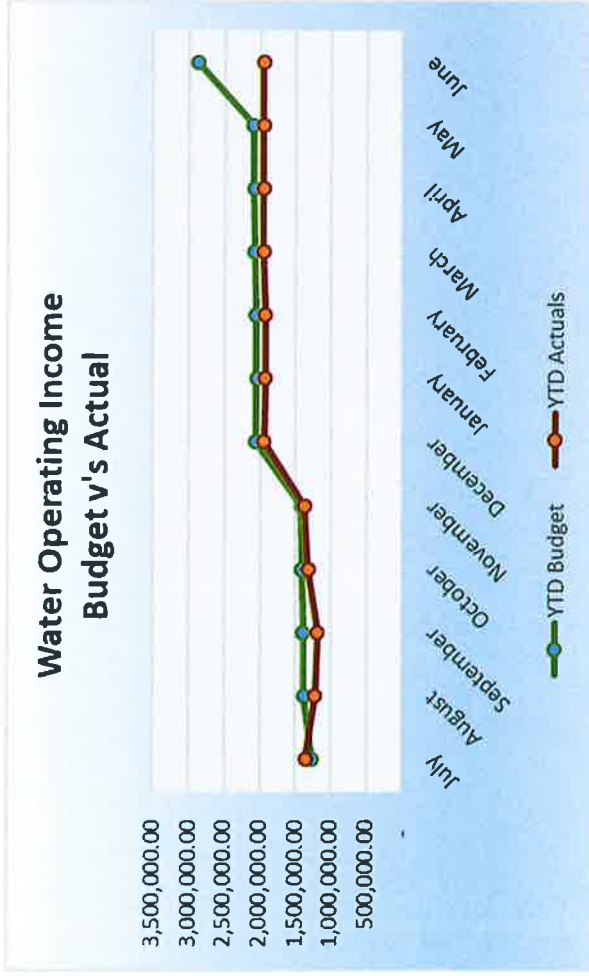 Water Operating Income
Budget v's Actual
3,500,000.00
3,000,000.00
2,500,000.00
2,000,000.00
1,500,000.00
1,000,000.00
500,000.00
-
July
August
September
October
November
December
January
February
March
April
May
June
YTD Budget
YTD Actuals